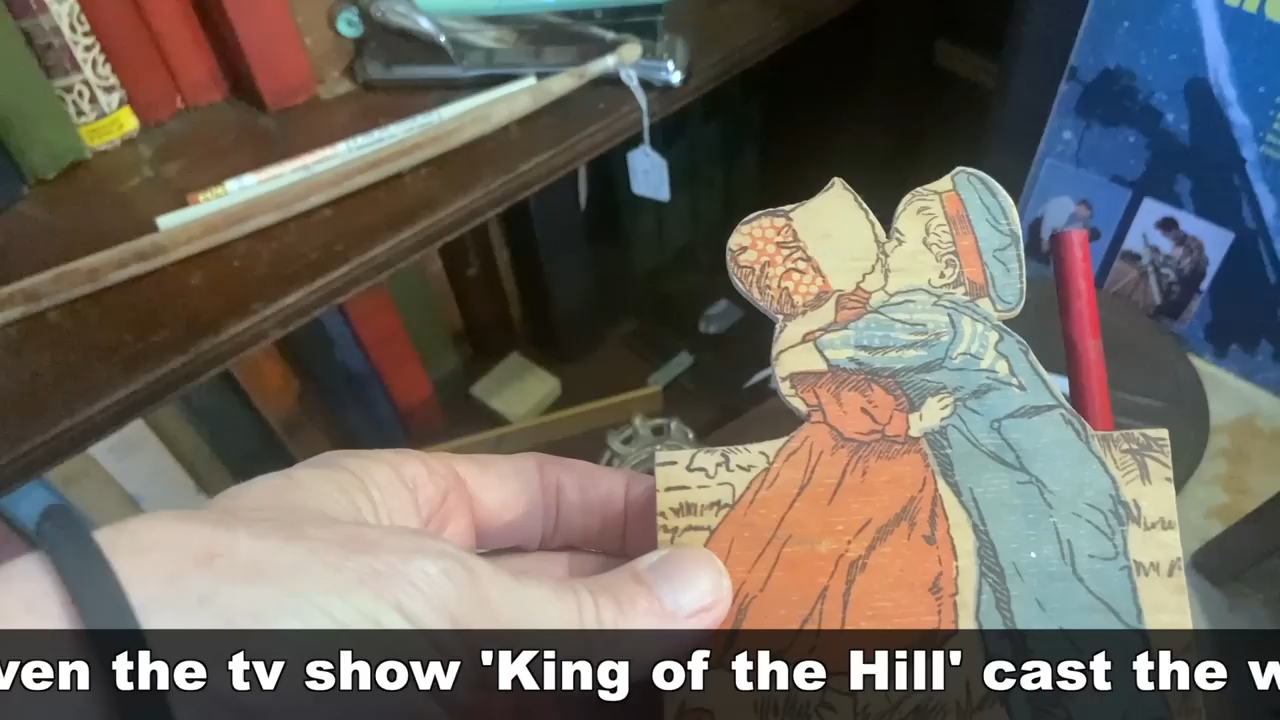 ven the tv show 'King of the Hill' cast the w